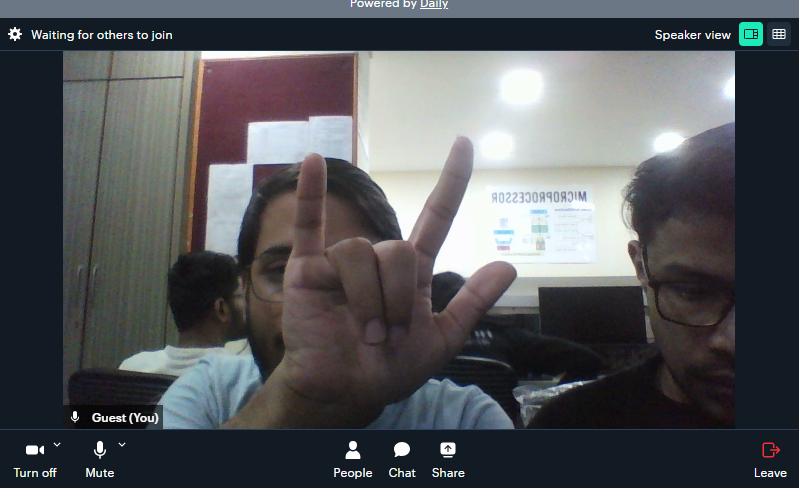 Powered by Daily
Waiting for others to join
Speaker view
MICROPROCESSOR
Guest (You)
Turn off
Mute
People
Chat
Share
Leave